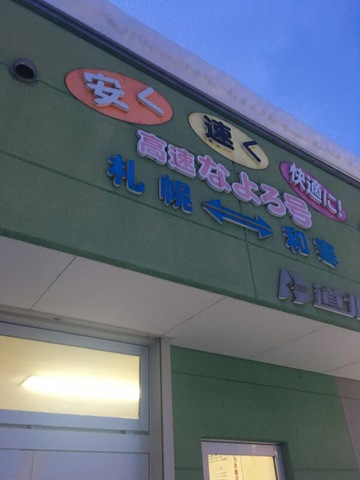 安く
速く
快適に!
高速なよろ号
札幌⇔和寒
道北